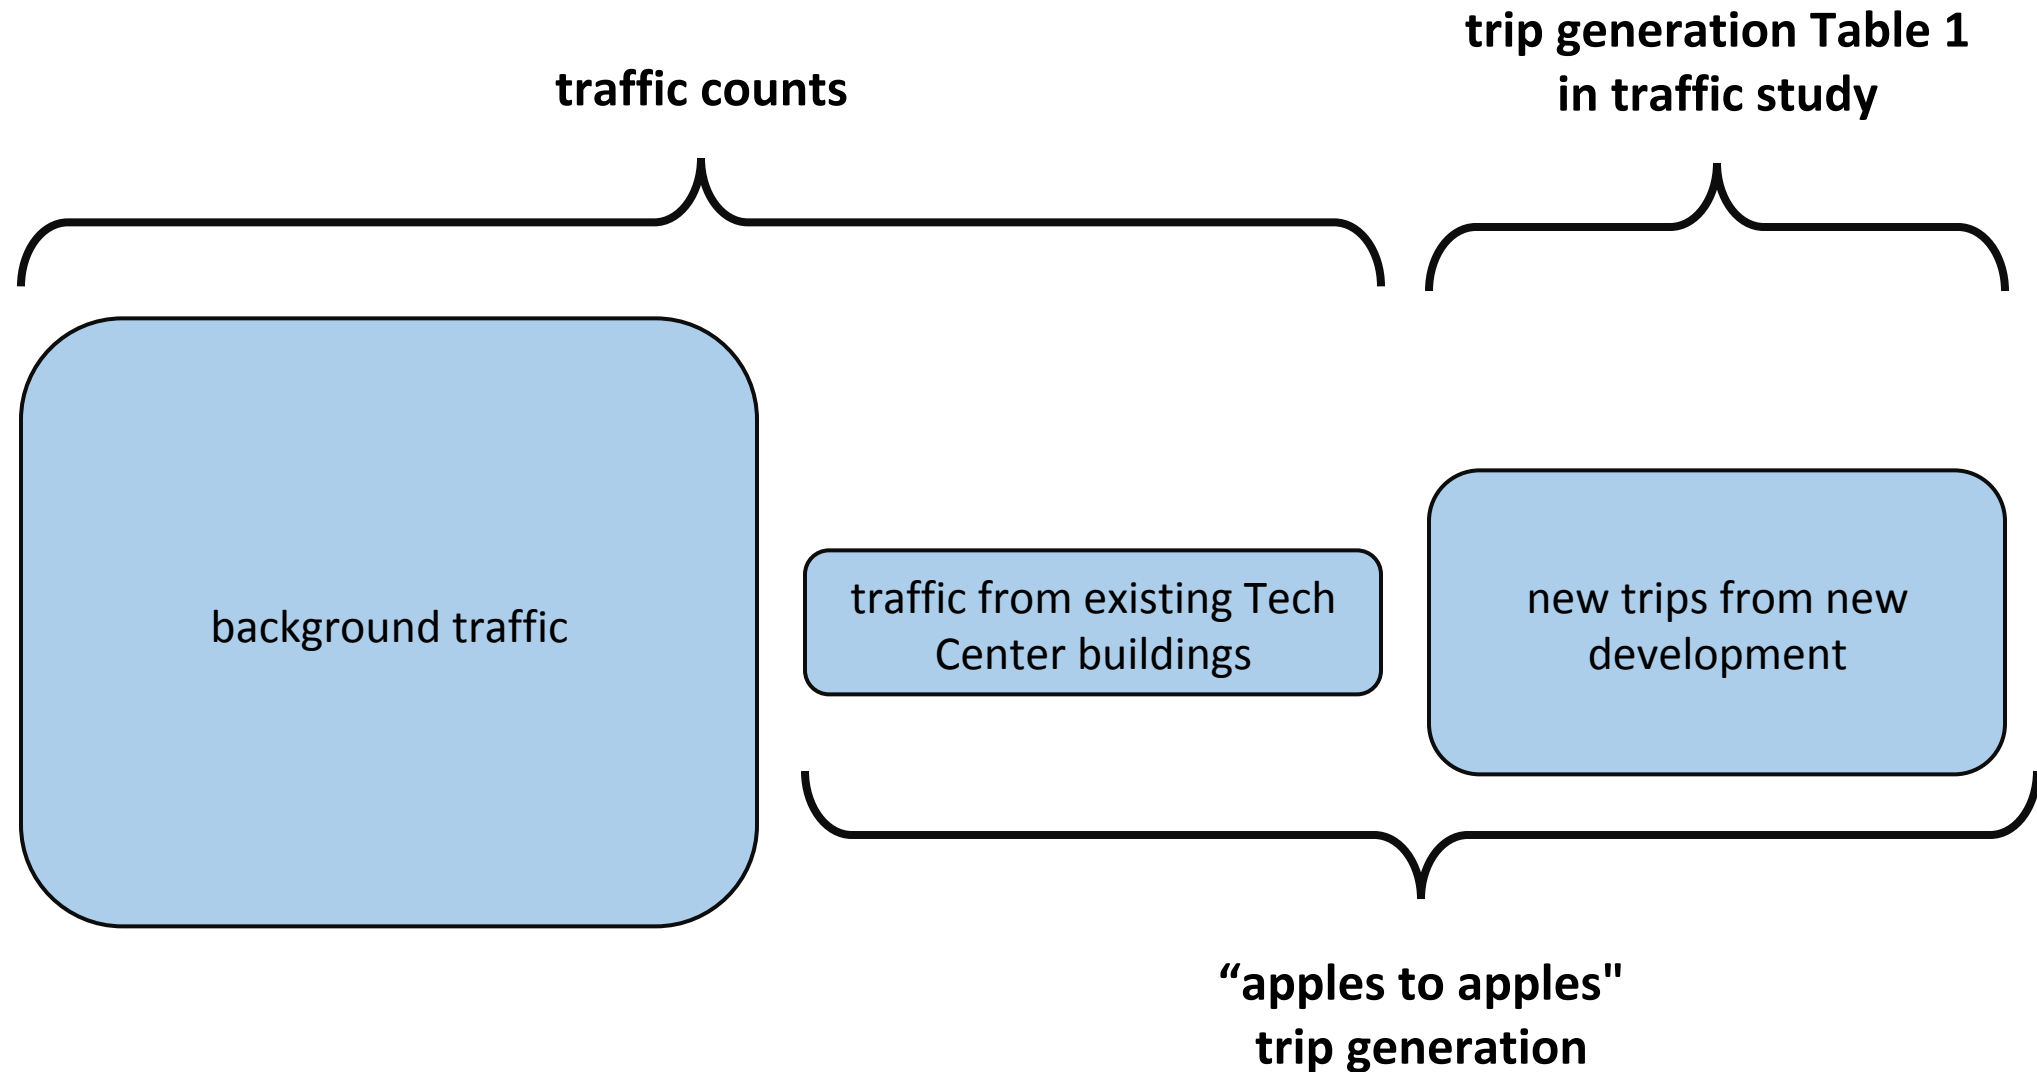 trip generation Table 1
in traffic study
traffic counts
background traffic
traffic from existing Tech
Center buildings
new trips from new
development
“apples to apples"
trip generation